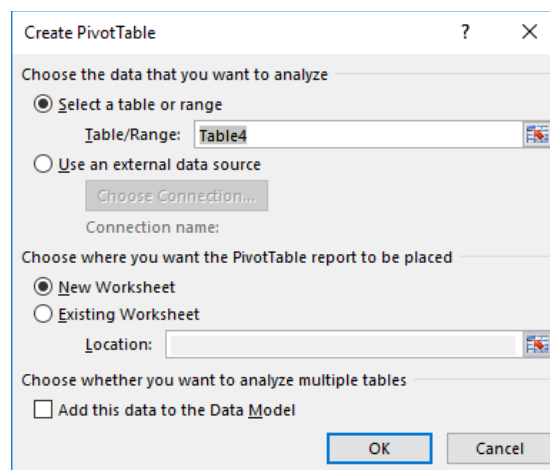 Create PivotTable ?
Choose the data that you want to analyze
Select a table or range
Table/Range: Table4
Use an external data source
Choose Connection...
Connection name:
Choose where you want the PivotTable report to be placed
New Worksheet
Existing Worksheet
Location:
Choose whether you want to analyze multiple tables
Add this data to the Data Model
OK Cancel